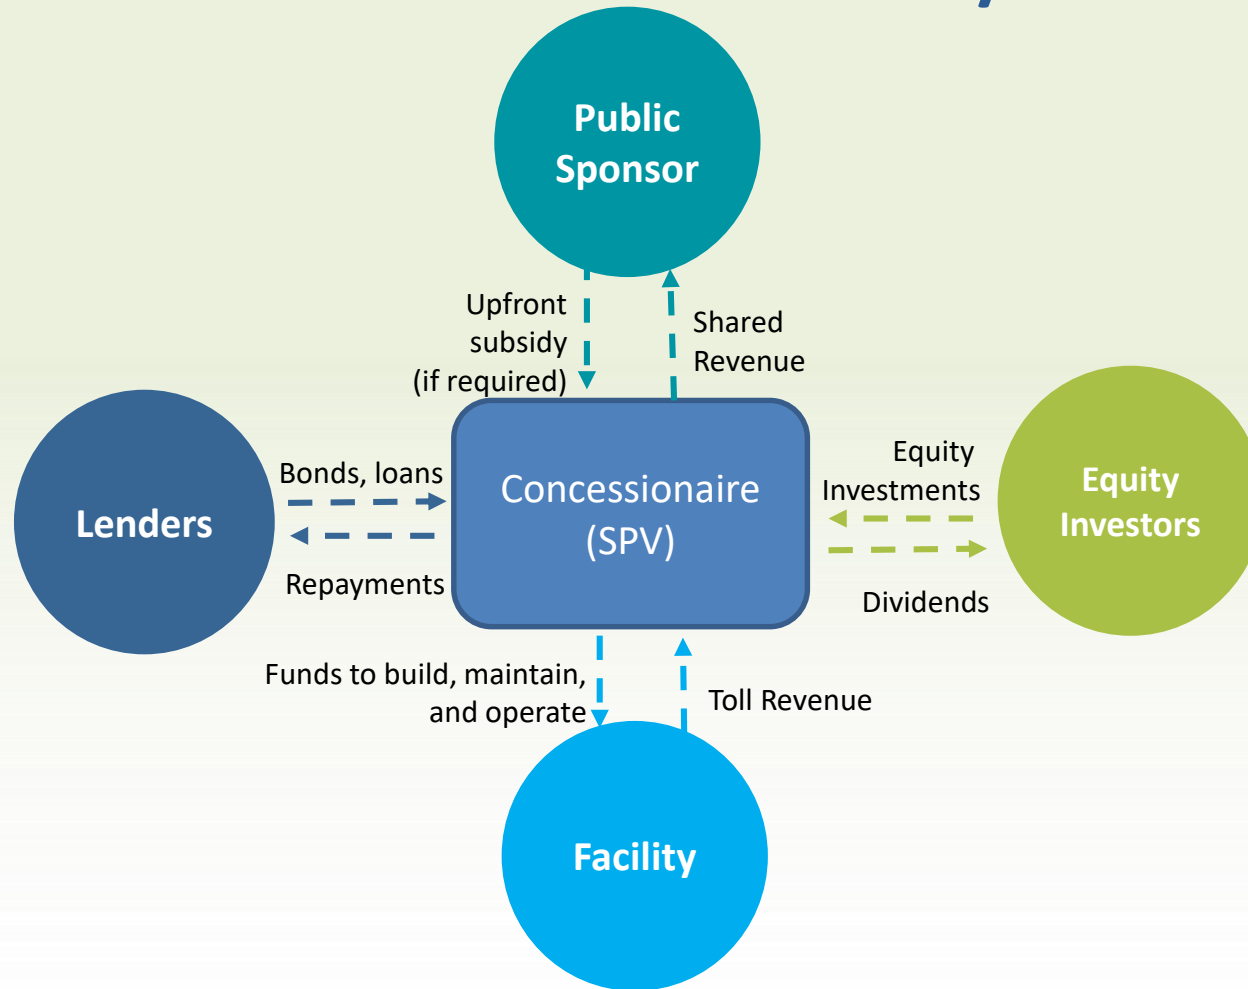 Public
Sponsor
Upfront
subsidy
(if required)
Shared
Revenue
Lenders
Bonds, loans
Repayments
Concessionaire
(SPV)
Equity
Investments
Dividends
Equity
Investors
Funds to build, maintain,
and operate
Toll Revenue
Facility